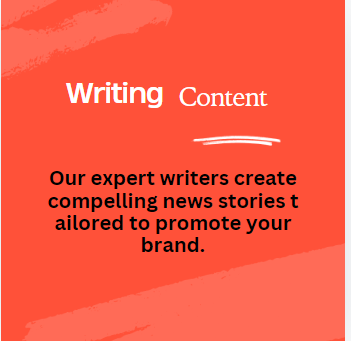 Writing Content
Our expert writers create
compelling news stories t
ailored to promote your
brand.